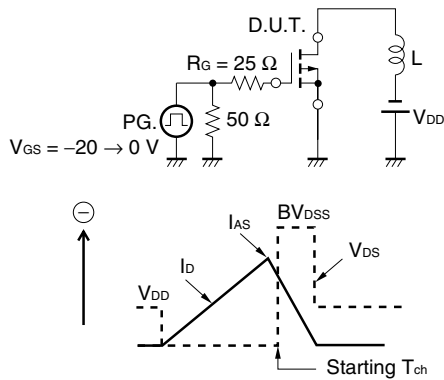 D.U.T.
RG = 25 Ω
L
PG.
50 Ω
VDD
VGS = −20 → 0 V
−
IAS
BVDSS
ID
VDS
VDD
Starting Tch